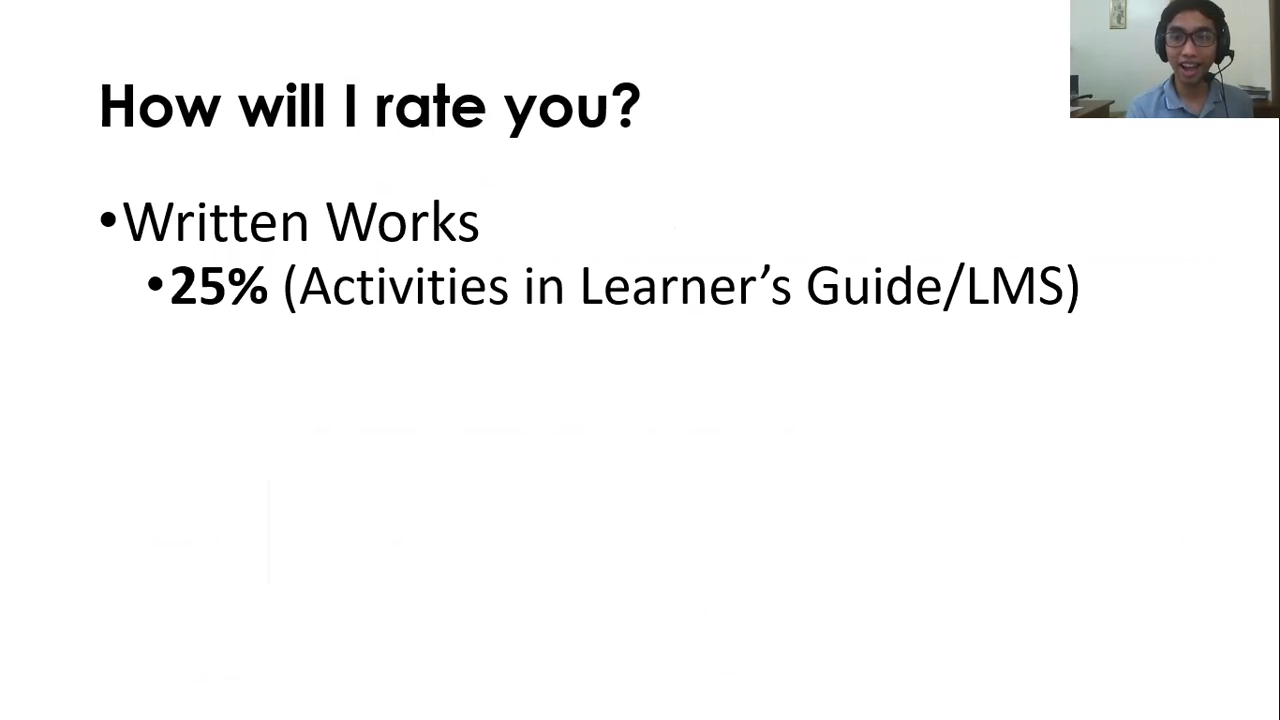 How will I rate you?
•Written Works
•25% (Activities in Learner’s Guide/LMS)